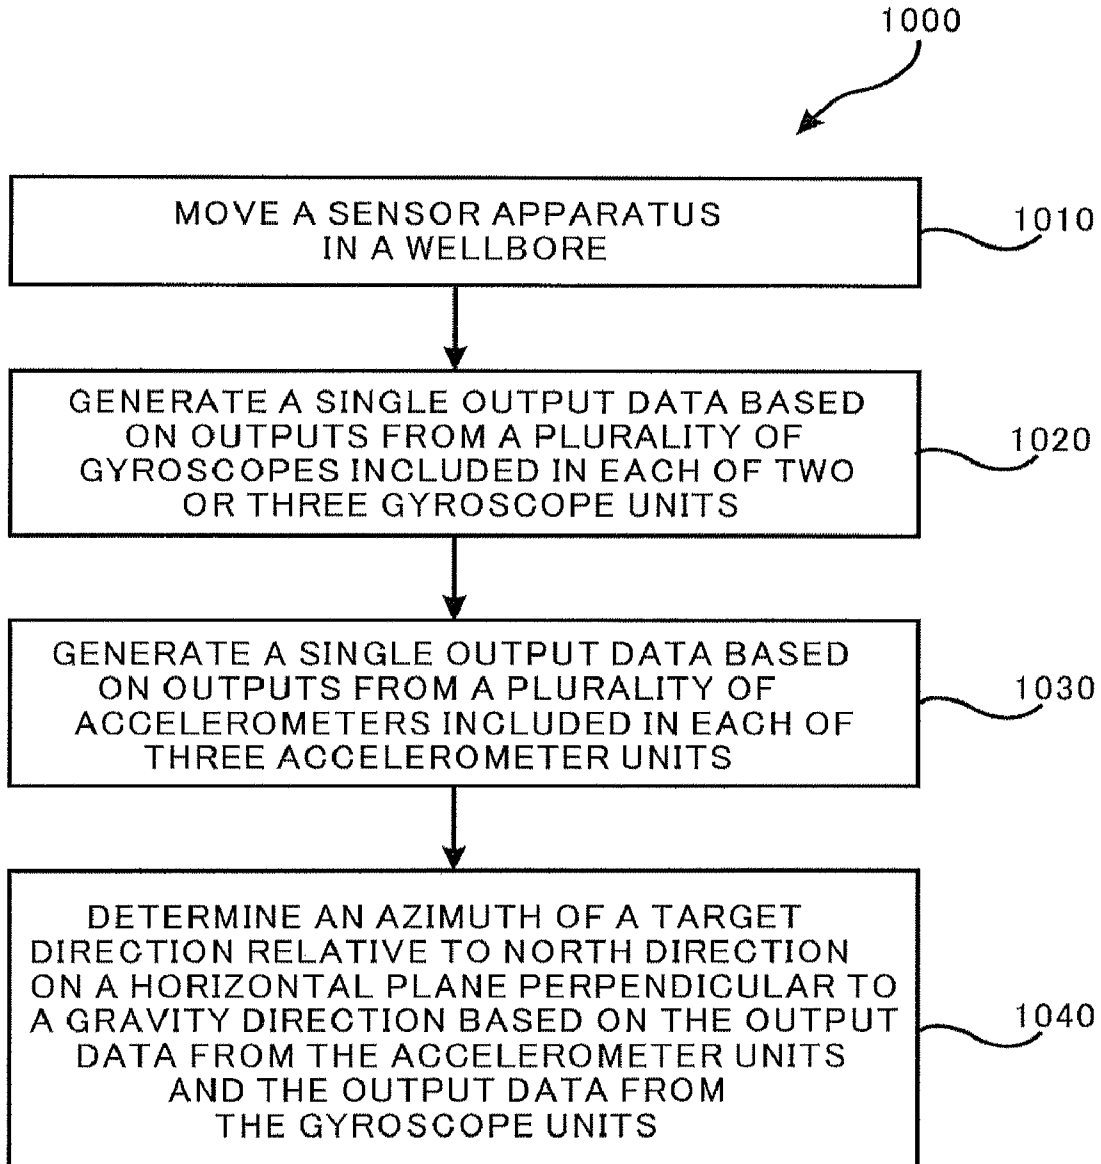 1000
MOVE A SENSOR APPARATUS
IN A WELLBORE
1010
GENERATE A SINGLE OUTPUT DATA BASED
ON OUTPUTS FROM A PLURALITY OF
GYROSCOPES INCLUDED IN EACH OF TWO
OR THREE GYROSCOPE UNITS
1020
GENERATE A SINGLE OUTPUT DATA BASED
ON OUTPUTS FROM A PLURALITY OF
ACCELEROMETERS INCLUDED IN EACH OF
THREE ACCELEROMETER UNITS
1030
DETERMINE AN AZIMUTH OF A TARGET
DIRECTION RELATIVE TO NORTH DIRECTION
ON A HORIZONTAL PLANE PERPENDICULAR TO
A GRAVITY DIRECTION BASED ON THE OUTPUT
DATA FROM THE ACCELEROMETER UNITS
AND THE OUTPUT DATA FROM
THE GYROSCOPE UNITS
1040